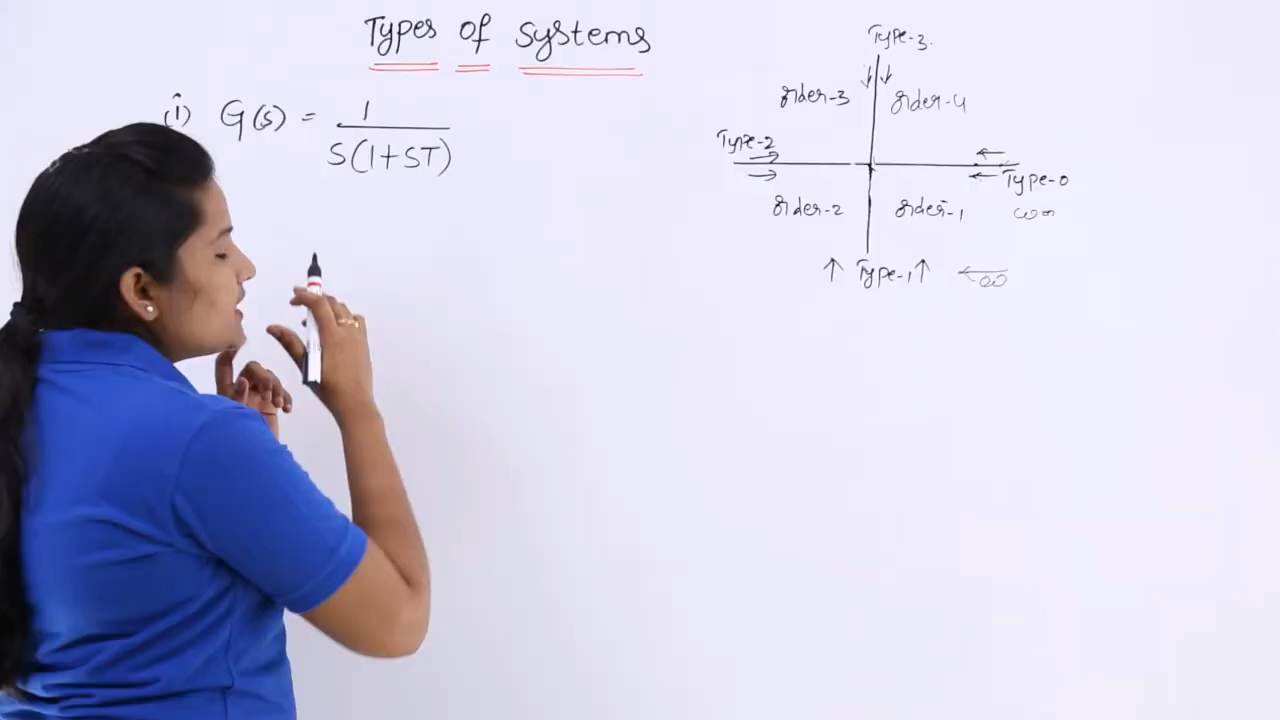 Types of Systems
(i) G(s) = 1 / S(1+ST)
Type-3.
order-3 order-4
Type-2
Type-0
order-2 order-1
Type-1
∞